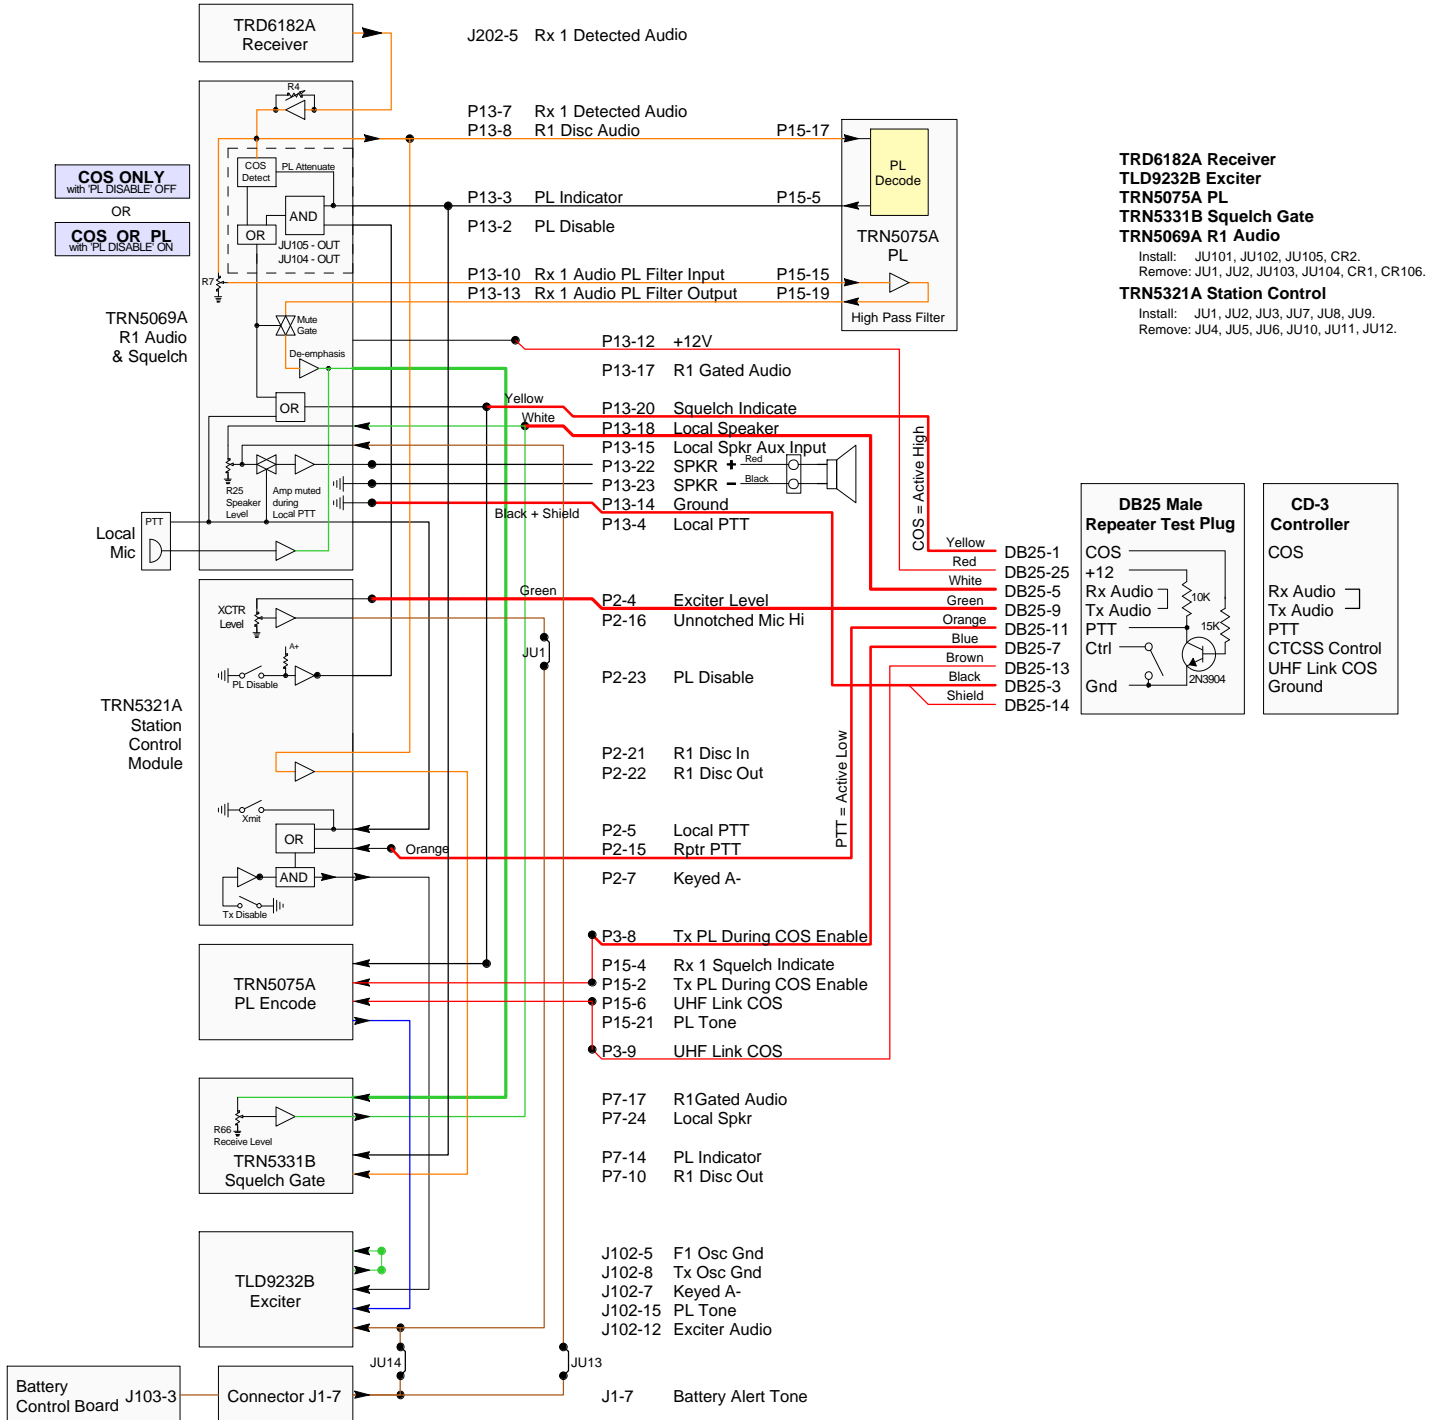 TRD6182A
Receiver
J202-5 Rx 1 Detected Audio
R4
P13-7 Rx 1 Detected Audio
P13-8 R1 Disc Audio P15-17
COS
Detect
PL Attenuate
PL
Decode
COS ONLY
with 'PL DISABLE' OFF
OR
COS OR PL
with 'PL DISABLE' ON
AND
OR
JU105 - OUT
JU104 - OUT
P13-3 PL Indicator P15-5
P13-2 PL Disable
TRN5075A
PL
R7
P13-10 Rx 1 Audio PL Filter Input P15-15
P13-13 Rx 1 Audio PL Filter Output P15-19
High Pass Filter
TRD6182A Receiver
TLD9232B Exciter
TRN5075A PL
TRN5331B Squelch Gate
TRN5069A R1 Audio
Install: JU101, JU102, JU105, CR2.
Remove: JU1, JU2, JU103, JU104, CR1, CR106.
TRN5321A Station Control
Install: JU1, JU2, JU3, JU7, JU8, JU9.
Remove: JU4, JU5, JU6, JU10, JU11, JU12.
TRN5069A
R1 Audio
& Squelch
Mute
Gate
De-emphasis
P13-12 +12V
P13-17 R1 Gated Audio
OR
Yellow
P13-20 Squelch Indicate
White
P13-18 Local Speaker
P13-15 Local Spkr Aux Input
P13-22 SPKR + Red
P13-23 SPKR - Black
P13-14 Ground
Black + Shield
P13-4 Local PTT
R25
Speaker
Level
Amp muted
during
Local PTT
Local
Mic
PTT
COS = Active High
Yellow DB25-1
Red DB25-25
White DB25-5
Green DB25-9
Orange DB25-11
Blue DB25-7
Brown DB25-13
Black DB25-3
Shield DB25-14
DB25 Male
Repeater Test Plug
COS
+12
Rx Audio
Tx Audio
PTT
Ctrl
Gnd
10K
15K
2N3904
CD-3
Controller
COS
Rx Audio
Tx Audio
PTT
CTCSS Control
UHF Link COS
Ground
Green
P2-4 Exciter Level
P2-16 Unnotched Mic Hi
XCTR
Level
A+
PL Disable
JU1
P2-23 PL Disable
TRN5321A
Station
Control
Module
P2-21 R1 Disc In
P2-22 R1 Disc Out
PTT = Active Low
Xmit
OR
P2-5 Local PTT
Orange
P2-15 Rptr PTT
AND
P2-7 Keyed A-
Tx Disable
P3-8 Tx PL During COS Enable
TRN5075A
PL Encode
P15-4 Rx 1 Squelch Indicate
P15-2 Tx PL During COS Enable
P15-6 UHF Link COS
P15-21 PL Tone
P3-9 UHF Link COS
R66
Receive Level
TRN5331B
Squelch Gate
P7-17 R1Gated Audio
P7-24 Local Spkr
P7-14 PL Indicator
P7-10 R1 Disc Out
TLD9232B
Exciter
J102-5 F1 Osc Gnd
J102-8 Tx Osc Gnd
J102-7 Keyed A-
J102-15 PL Tone
J102-12 Exciter Audio
JU14
JU13
Battery
Control Board J103-3
Connector J1-7
J1-7 Battery Alert Tone